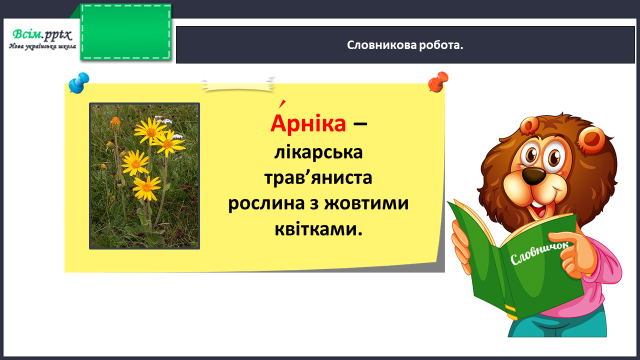 Всім.pptx
Нова українська школа
Словникова робота.
А́рніка –
лікарська
трав’яниста
рослина з жовтими
квітками.
Словничок